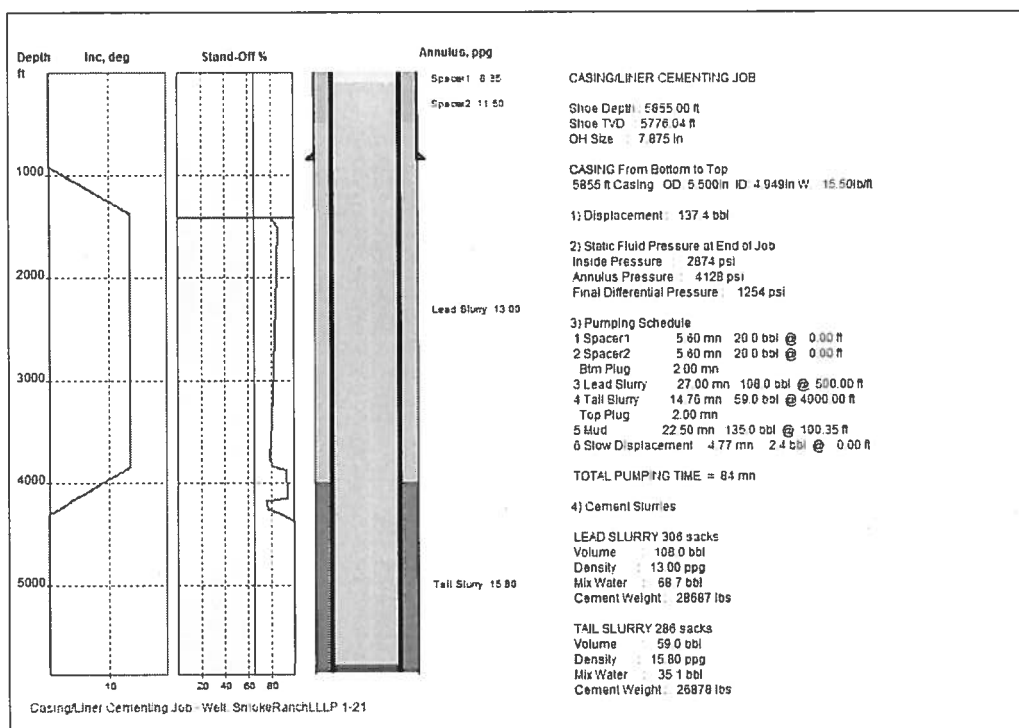 Depth Inc, deg Stand-Off % Annulus, ppg
ft
Spacer1 8.35
Spacer2 11.50
1000
2000
Lead Slurry 13.00
3000
4000
5000
Tail Slurry 15.80
10 20 40 60 80
Casing/Liner Cementing Job - Well: SmokeRanchLLLP 1-21
CASING/LINER CEMENTING JOB
Shoe Depth : 5855.00 ft
Shoe TVD : 5776.04 ft
OH Size : 7.875 in
CASING From Bottom to Top
5855 ft Casing OD: 5.500in ID: 4.949in W: 15.50lb/ft
1) Displacement : 137.4 bbl
2) Static Fluid Pressure at End of Job
Inside Pressure : 2874 psi
Annulus Pressure : 4128 psi
Final Differential Pressure : 1254 psi
3) Pumping Schedule
1 Spacer1 5.60 mn 20.0 bbl @ 0.00 ft
2 Spacer2 5.60 mn 20.0 bbl @ 0.00 ft
Btm Plug 2.00 mn
3 Lead Slurry 27.00 mn 108.0 bbl @ 500.00 ft
4 Tail Slurry 14.76 mn 59.0 bbl @ 4000.00 ft
Top Plug 2.00 mn
5 Mud 22.50 mn 135.0 bbl @ 100.35 ft
6 Slow Displacement 4.77 mn 2.4 bbl @ 0.00 ft
TOTAL PUMPING TIME = 84 mn
4) Cement Slurries
LEAD SLURRY 306 sacks
Volume : 108.0 bbl
Density : 13.00 ppg
Mix Water : 68.7 bbl
Cement Weight : 28687 lbs
TAIL SLURRY 286 sacks
Volume : 59.0 bbl
Density : 15.80 ppg
Mix Water : 35.1 bbl
Cement Weight : 26878 lbs